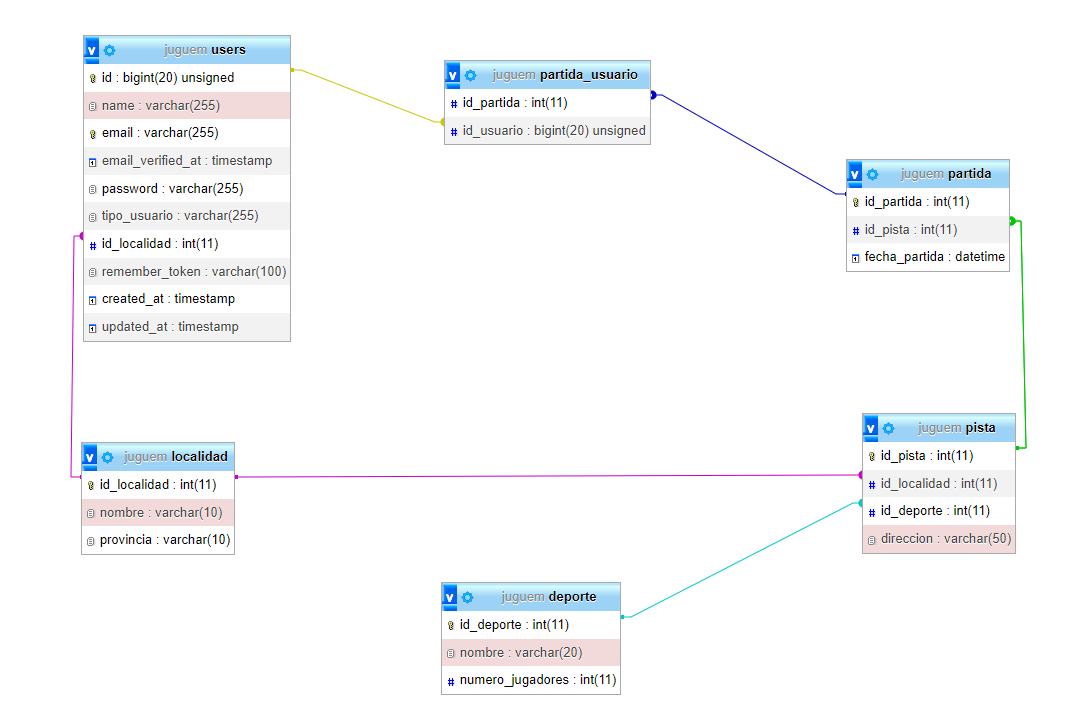 juguem users
id : bigint(20) unsigned
name : varchar(255)
email : varchar(255)
email_verified_at : timestamp
password : varchar(255)
tipo_usuario : varchar(255)
id_localidad : int(11)
remember_token : varchar(100)
created_at : timestamp
updated_at : timestamp
juguem partida_usuario
id_partida : int(11)
id_usuario : bigint(20) unsigned
juguem partida
id_partida : int(11)
id_pista : int(11)
fecha_partida : datetime
juguem localidad
id_localidad : int(11)
nombre : varchar(10)
provincia : varchar(10)
juguem pista
id_pista : int(11)
id_localidad : int(11)
id_deporte : int(11)
direccion : varchar(50)
juguem deporte
id_deporte : int(11)
nombre : varchar(20)
numero_jugadores : int(11)